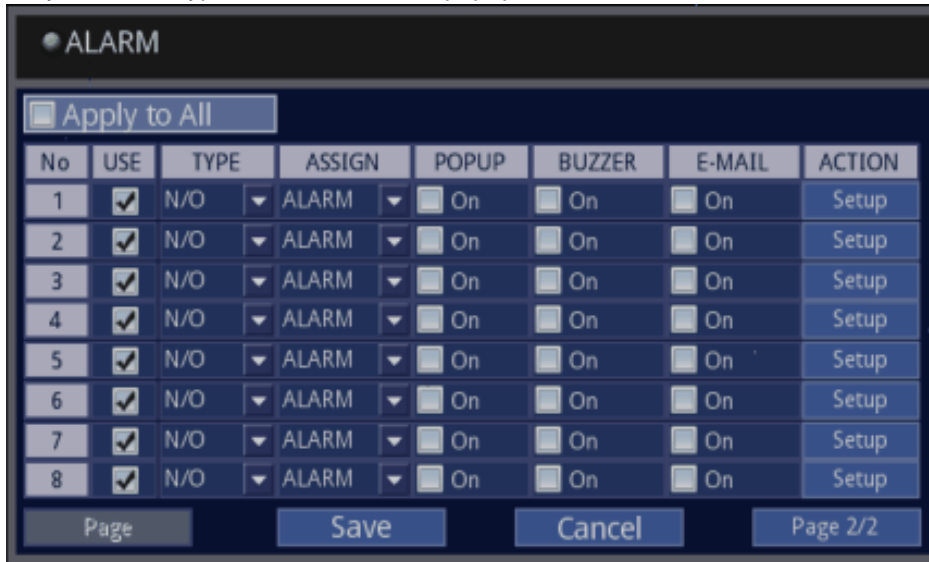 ALARM
Apply to All
No USE TYPE ASSIGN POPUP BUZZER E-MAIL ACTION
1 N/O ALARM On On On Setup
2 N/O ALARM On On On Setup
3 N/O ALARM On On On Setup
4 N/O ALARM On On On Setup
5 N/O ALARM On On On Setup
6 N/O ALARM On On On Setup
7 N/O ALARM On On On Setup
8 N/O ALARM On On On Setup
Page Save Cancel Page 2/2